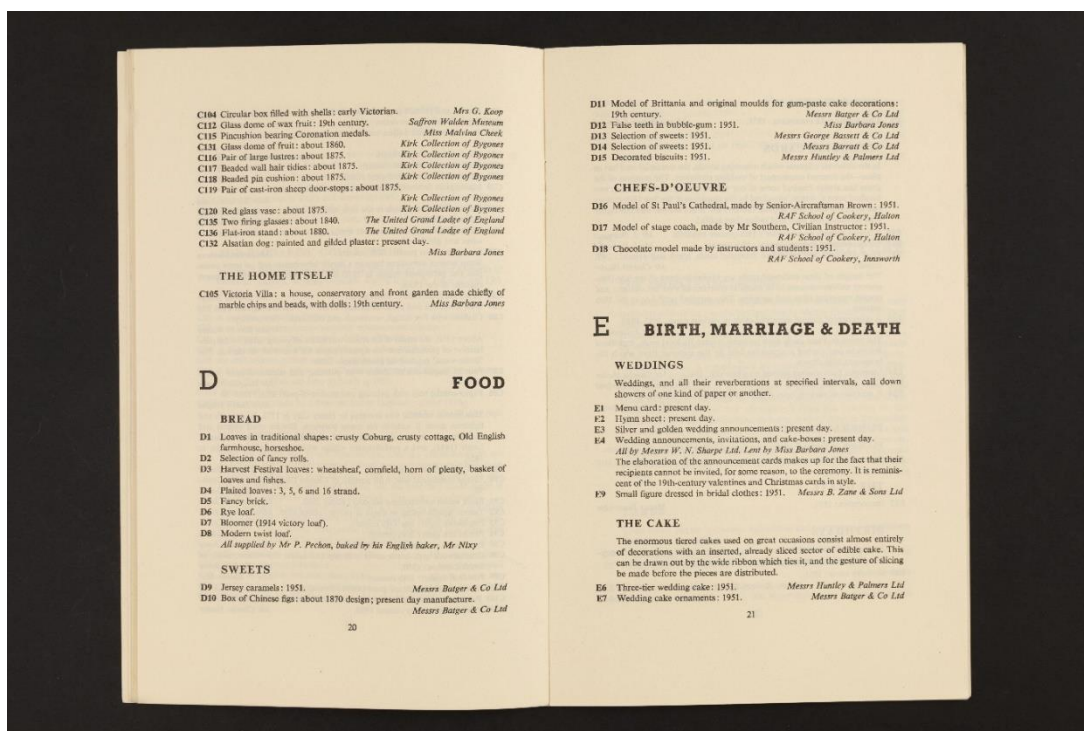 C104 Circular box filled with shells: early Victorian. Mrs G. Koop
C112 Glass dome of wax fruit: 19th century. Saffron Walden Museum
C115 Pincushion bearing Coronation medals. Miss Malvina Cheek
C131 Glass dome of fruit: about 1860. Kirk Collection of Bygones
C116 Pair of large lustres: about 1875. Kirk Collection of Bygones
C117 Beaded wall hair tidies: about 1875. Kirk Collection of Bygones
C118 Beaded pin cushion: about 1875. Kirk Collection of Bygones
C119 Pair of cast-iron sheep door-stops: about 1875.
Kirk Collection of Bygones
C120 Red glass vase: about 1875. Kirk Collection of Bygones
C135 Two firing glasses: about 1840. The United Grand Lodge of England
C136 Flat-iron stand: about 1880. The United Grand Lodge of England
C132 Alsatian dog: painted and gilded plaster: present day.
Miss Barbara Jones
THE HOME ITSELF
C105 Victoria Villa: a house, conservatory and front garden made chiefly of
marble chips and beads, with dolls: 19th century. Miss Barbara Jones
D FOOD
BREAD
D1 Loaves in traditional shapes: crusty Coburg, crusty cottage, Old English
farmhouse, horseshoe.
D2 Selection of fancy rolls.
D3 Harvest Festival loaves: wheatsheaf, cornfield, horn of plenty, basket of
loaves and fishes.
D4 Plaited loaves: 3, 5, 6 and 16 strand.
D5 Fancy brick.
D6 Rye loaf.
D7 Bloomer (1914 victory loaf).
D8 Modern twist loaf.
All supplied by Mr P. Pechon, baked by his English baker, Mr Nixy
SWEETS
D9 Jersey caramels: 1951. Messrs Batger & Co Ltd
D10 Box of Chinese figs: about 1870 design; present day manufacture.
Messrs Batger & Co Ltd
20
D11 Model of Brittania and original moulds for gum-paste cake decorations:
19th century. Messrs Batger & Co Ltd
D12 False teeth in bubble-gum: 1951. Miss Barbara Jones
D13 Selection of sweets: 1951. Messrs George Bassett & Co Ltd
D14 Selection of sweets: 1951. Messrs Barratt & Co Ltd
D15 Decorated biscuits: 1951. Messrs Huntley & Palmers Ltd
CHEFS-D'OEUVRE
D16 Model of St Paul's Cathedral, made by Senior-Aircraftsman Brown: 1951.
RAF School of Cookery, Halton
D17 Model of stage coach, made by Mr Southern, Civilian Instructor: 1951.
RAF School of Cookery, Halton
D18 Chocolate model made by instructors and students: 1951.
RAF School of Cookery, Innsworth
E BIRTH, MARRIAGE & DEATH
WEDDINGS
Weddings, and all their reverberations at specified intervals, call down
showers of one kind of paper or another.
E1 Menu card: present day.
E2 Hymn sheet: present day.
E3 Silver and golden wedding announcements: present day.
E4 Wedding announcements, invitations, and cake-boxes: present day.
All by Messrs W. N. Sharpe Ltd. Lent by Miss Barbara Jones
The elaboration of the announcement cards makes up for the fact that their
recipients cannot be invited, for some reason, to the ceremony. It is reminis-
cent of the 19th-century valentines and Christmas cards in style.
E9 Small figure dressed in bridal clothes: 1951. Messrs B. Zane & Sons Ltd
THE CAKE
The enormous tiered cakes used on great occasions consist almost entirely
of decorations with an inserted, already sliced sector of edible cake. This
can be drawn out by the wide ribbon which ties it, and the gesture of slicing
be made before the pieces are distributed.
E6 Three-tier wedding cake: 1951. Messrs Huntley & Palmers Ltd
E7 Wedding cake ornaments: 1951. Messrs Batger & Co Ltd
21